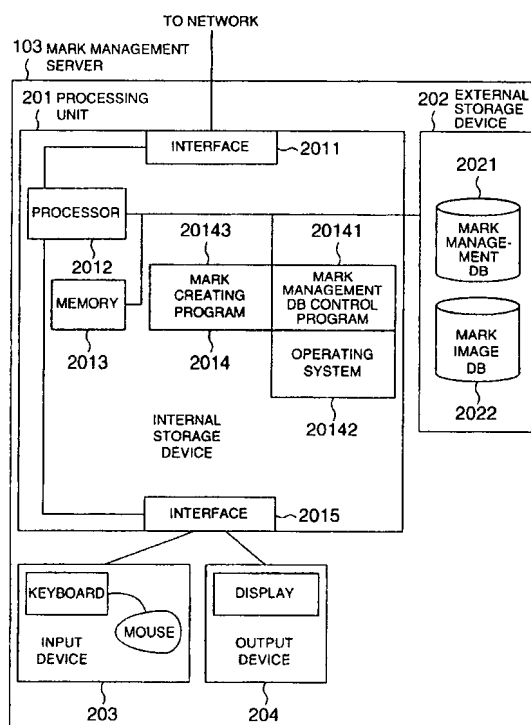 TO NETWORK
103 MARK MANAGEMENT
SERVER
201 PROCESSING
UNIT
202 EXTERNAL
STORAGE
DEVICE
INTERFACE
2011
2021
PROCESSOR
2012
20143
20141
MARK
MANAGE-
MENT
DB
MEMORY
2013
MARK
CREATING
PROGRAM
2014
MARK
MANAGEMENT
DB CONTROL
PROGRAM
OPERATING
SYSTEM
20142
MARK
IMAGE
DB
2022
INTERNAL
STORAGE
DEVICE
INTERFACE
2015
KEYBOARD
MOUSE
INPUT
DEVICE
203
DISPLAY
OUTPUT
DEVICE
204